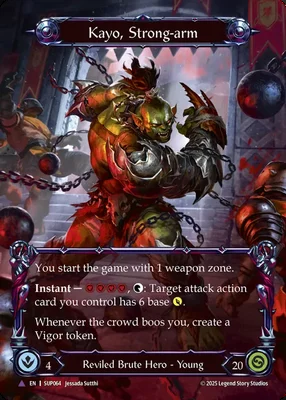 Kayo, Strong-arm
You start the game with 1 weapon zone.
Instant — , : Target attack action
card you control has 6 base .
Whenever the crowd boos you, create a
Vigor token.
4 Reviled Brute Hero - Young 20
EN SUP064 Jessada Sutthi © 2025 Legend Story Studios